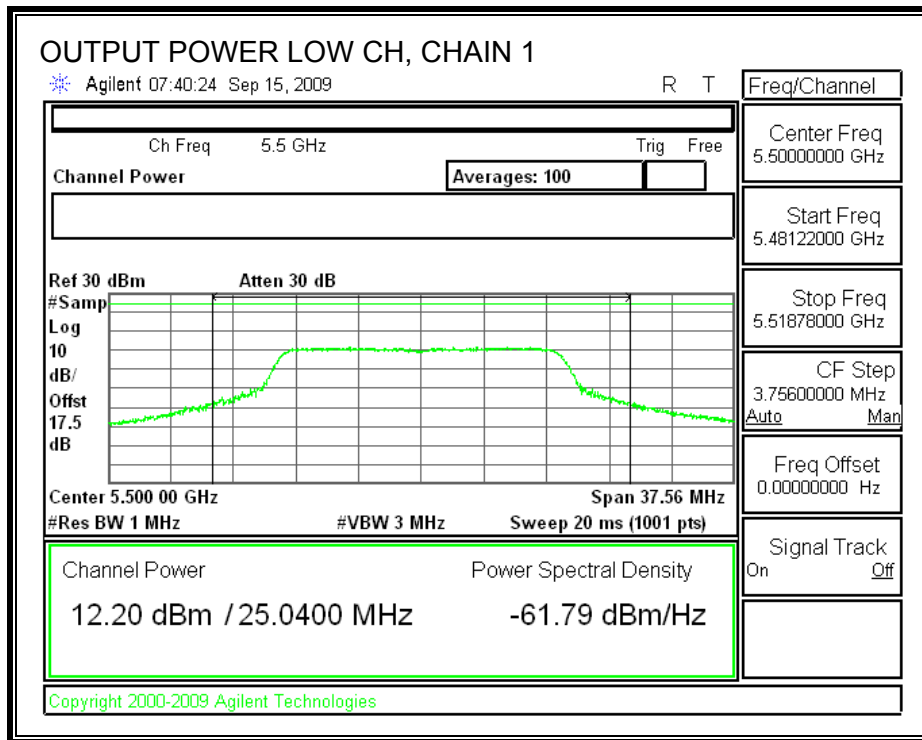 OUTPUT POWER LOW CH, CHAIN 1
Agilent 07:40:24 Sep 15, 2009 R T
Freq/Channel
Ch Freq 5.5 GHz Trig Free
Channel Power Averages: 100
Center Freq
5.50000000 GHz
Start Freq
5.48122000 GHz
Ref 30 dBm Atten 30 dB
#Samp
Log
10
dB/
Offst
17.5
dB
Stop Freq
5.51878000 GHz
CF Step
3.75600000 MHz
Auto Man
Freq Offset
0.00000000 Hz
Center 5.500 00 GHz Span 37.56 MHz
#Res BW 1 MHz #VBW 3 MHz Sweep 20 ms (1001 pts)
Signal Track
On Off
Channel Power Power Spectral Density
12.20 dBm / 25.0400 MHz -61.79 dBm/Hz
Copyright 2000-2009 Agilent Technologies